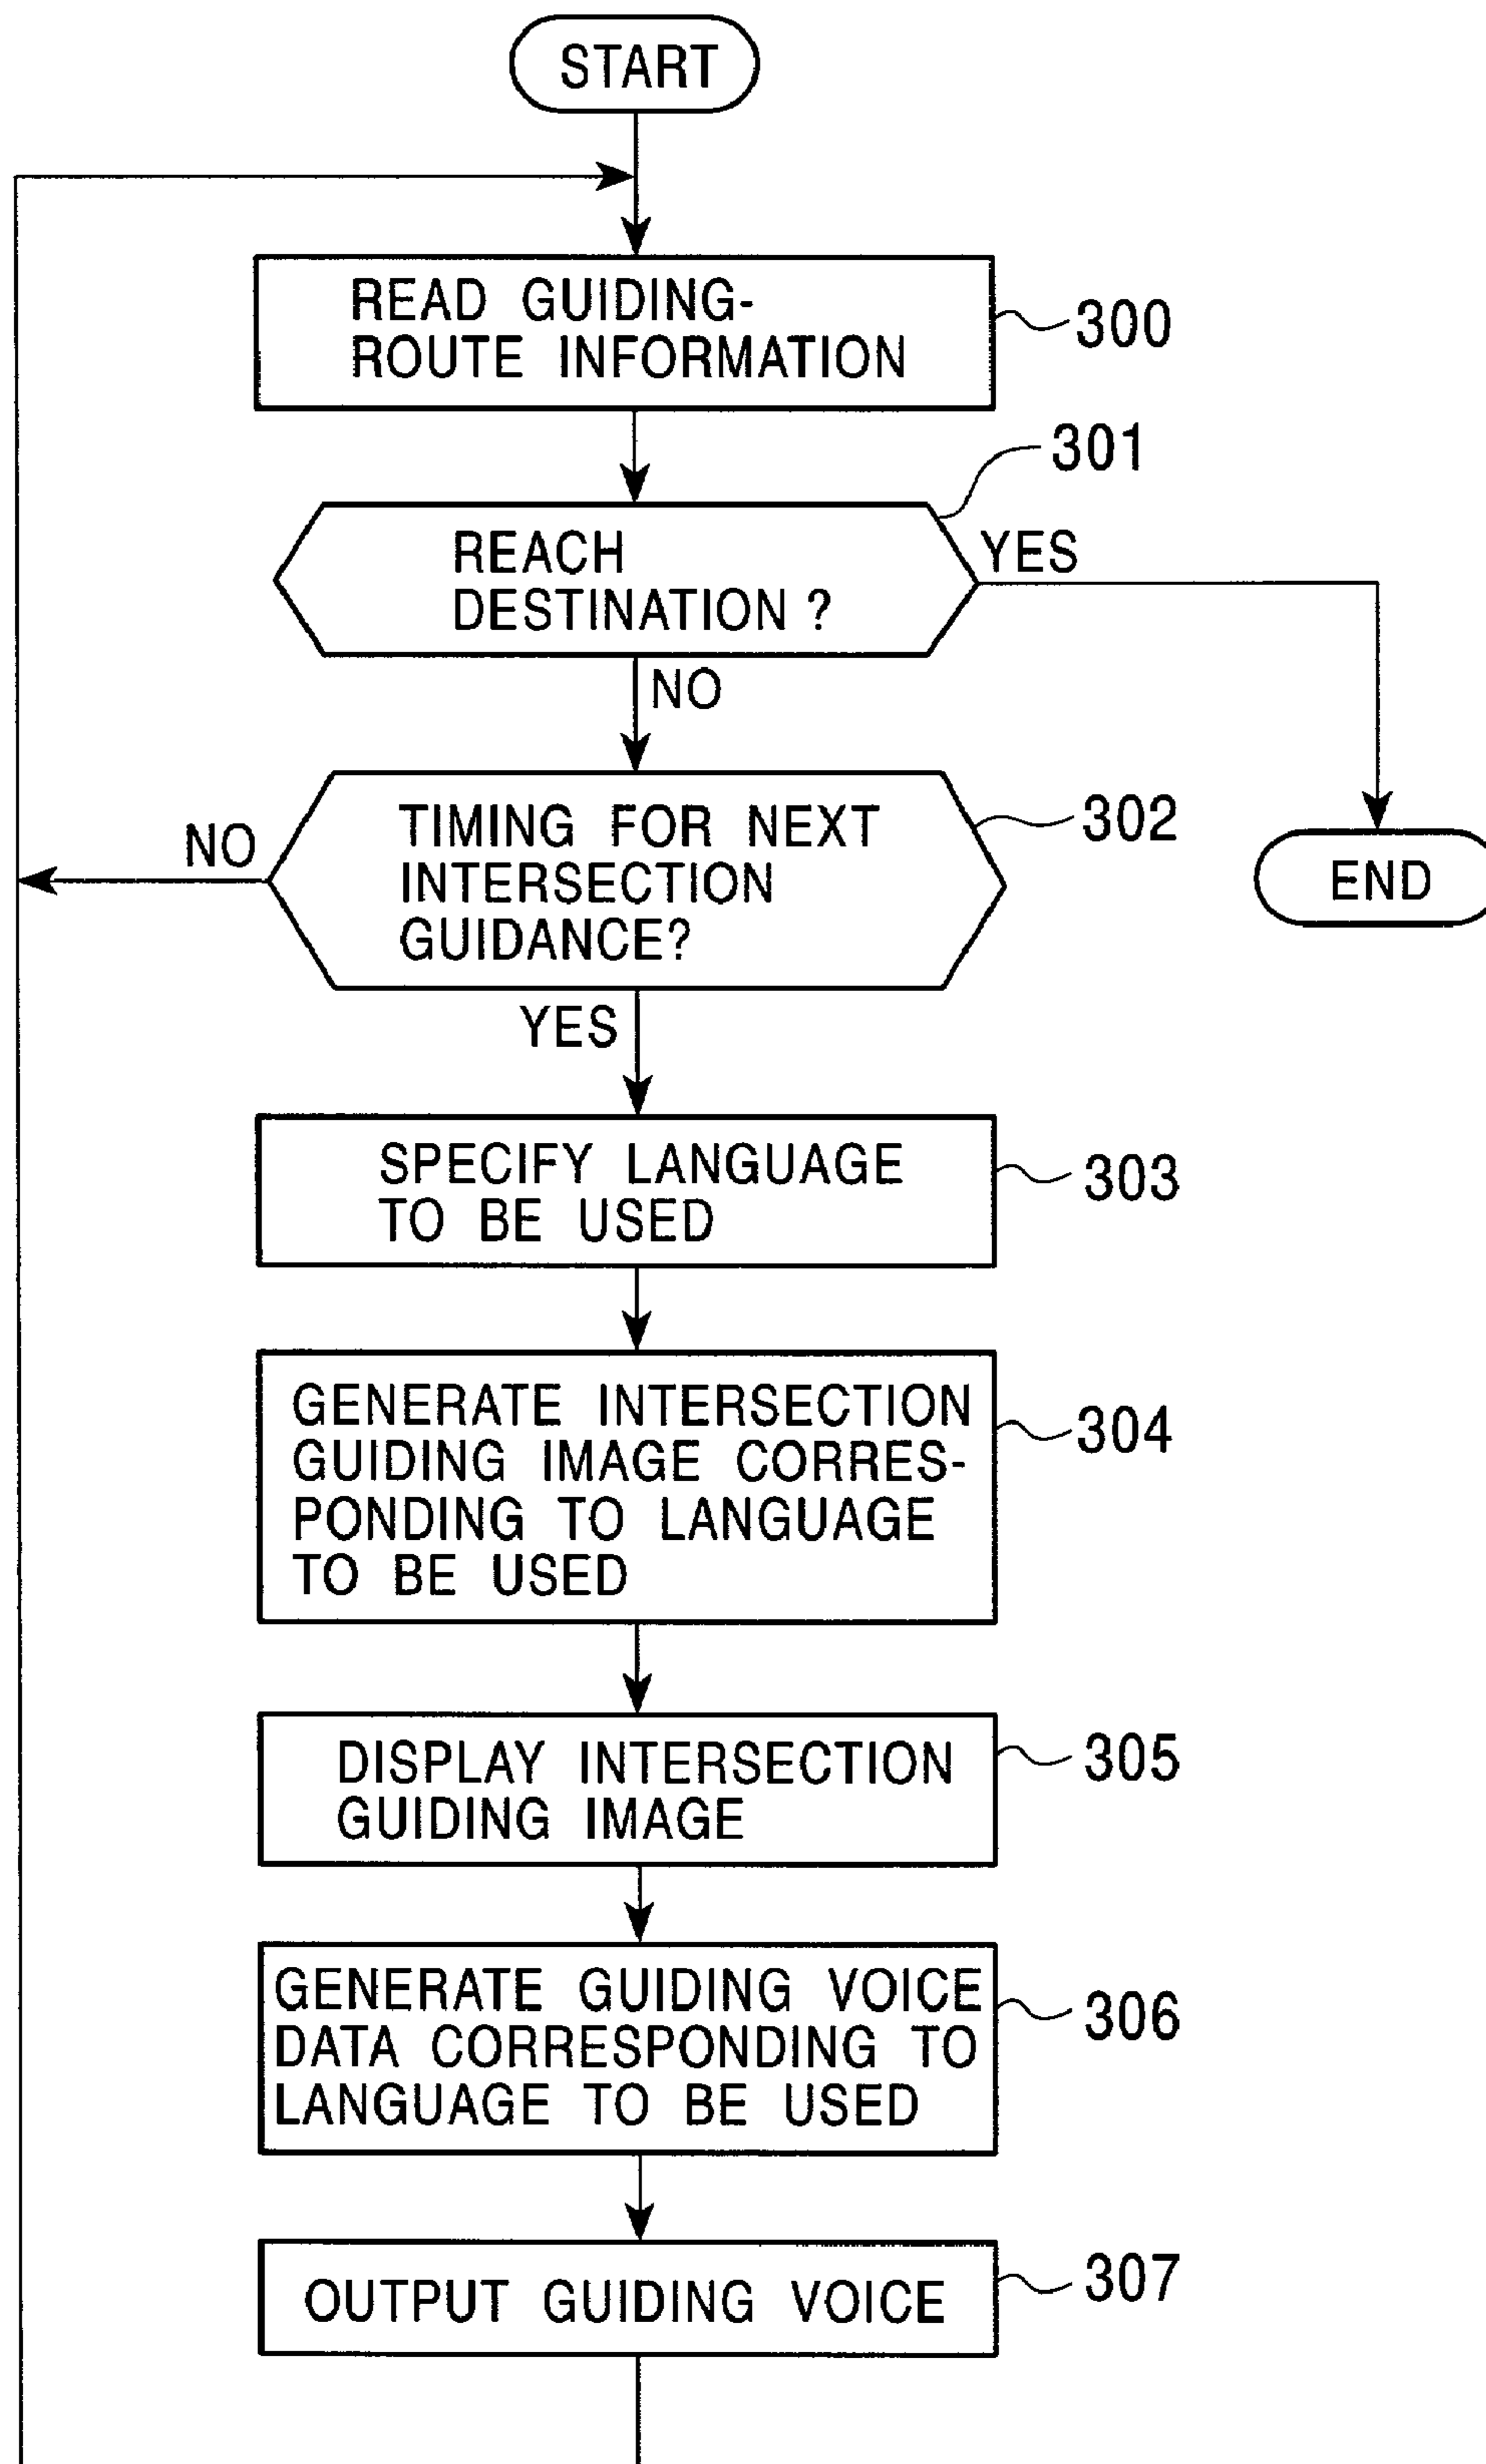 START
READ GUIDING-
ROUTE INFORMATION
300
301
REACH
DESTINATION ?
YES
NO
TIMING FOR NEXT
INTERSECTION
GUIDANCE?
302
NO
END
YES
SPECIFY LANGUAGE
TO BE USED
303
GENERATE INTERSECTION
GUIDING IMAGE CORRES-
PONDING TO LANGUAGE
TO BE USED
304
DISPLAY INTERSECTION
GUIDING IMAGE
305
GENERATE GUIDING VOICE
DATA CORRESPONDING TO
LANGUAGE TO BE USED
306
OUTPUT GUIDING VOICE
307